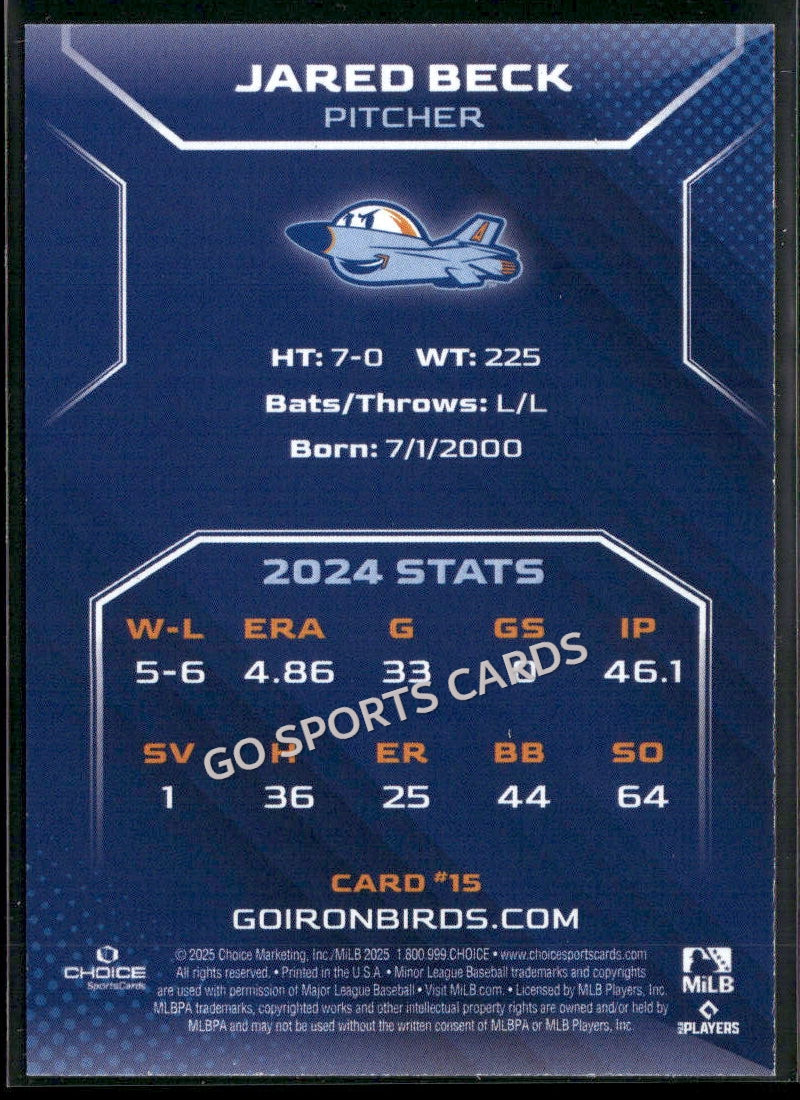 JARED BECK
PITCHER
HT: 7-0 WT: 225
Bats/Throws: L/L
Born: 7/1/2000
2024 STATS
W-L ERA G GS IP
5-6 4.86 33 0 46.1
GO SPORTS CARDS
SV H ER BB SO
1 36 25 44 64
CARD #15
GOIRONBIRDS.COM
CHOICE
SportsCards
© 2025 Choice Marketing, Inc./MiLB 2025 1.800.999.CHOICE • www.choicesportscards.com
All rights reserved. • Printed in the U S A • Minor League Baseball trademarks and copyrights
are used with permission of Major League Baseball • Visit MiLB.com. • Licensed by MLB Players, Inc.
MLBPA trademarks, copyrighted works and other intellectual property rights are owned and/or held by
MLBPA and may not be used without the written consent of MLBPA or MLB Players, Inc.
MiLB
PLAYERS